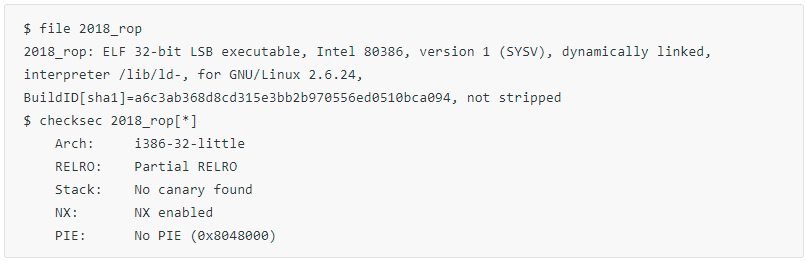 $ file 2018_rop
2018_rop: ELF 32-bit LSB executable, Intel 80386, version 1 (SYSV), dynamically linked,
interpreter /lib/ld-, for GNU/Linux 2.6.24,
BuildID[sha1]=a6c3ab368d8cd315e3bb2b970556ed0510bca094, not stripped
$ checksec 2018_rop[*]
    Arch:     i386-32-little
    RELRO:    Partial RELRO
    Stack:    No canary found
    NX:       NX enabled
    PIE:      No PIE (0x8048000)